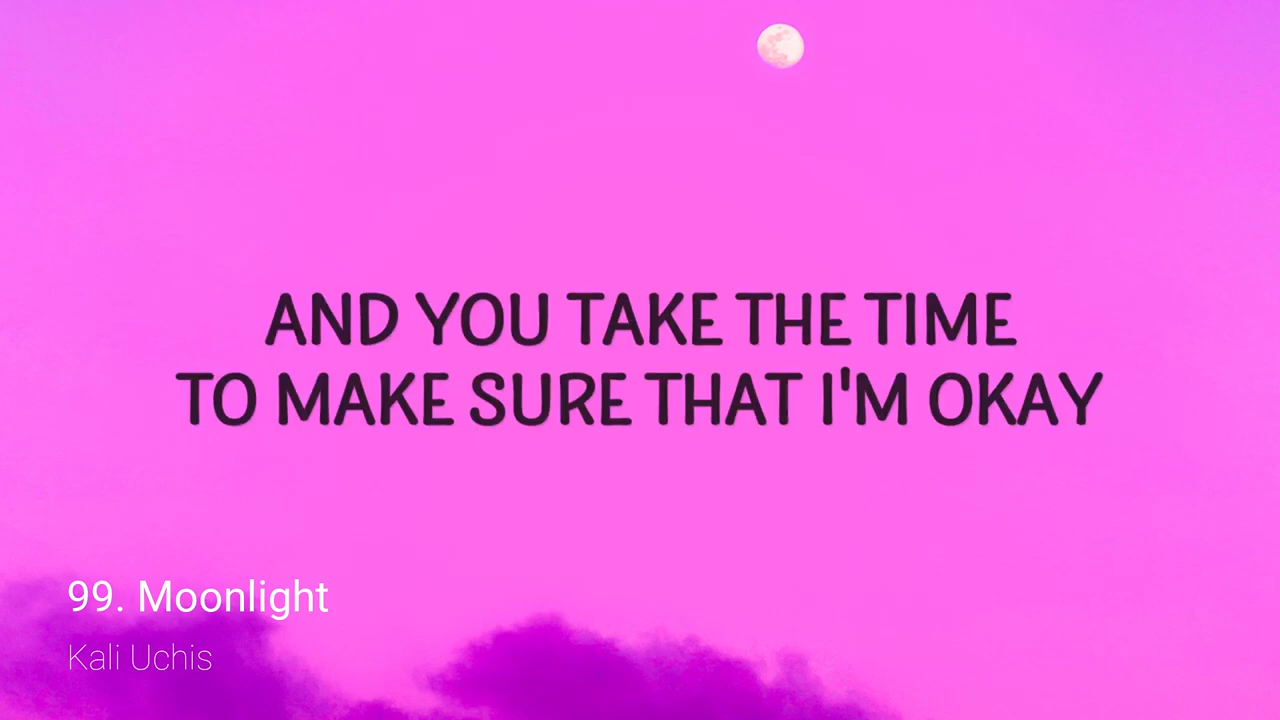 AND YOU TAKE THE TIME
TO MAKE SURE THAT I'M OKAY
99. Moonlight
Kali Uchis